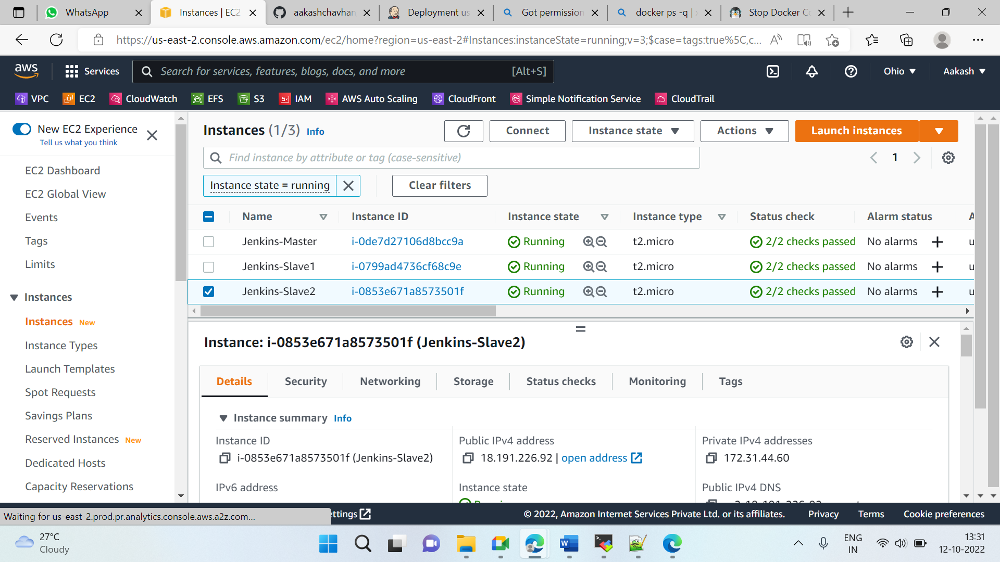 WhatsApp
Instances | EC2
aakashchavhan
Deployment us
Got permission
docker ps -q |
Stop Docker Co
https://us-east-2.console.aws.amazon.com/ec2/home?region=us-east-2#Instances:instanceState=running;v=3;$case=tags:true%5C,c...
aws
Services
Search for services, features, blogs, docs, and more
[Alt+S]
Ohio
Aakash
VPC
EC2
CloudWatch
EFS
S3
IAM
AWS Auto Scaling
CloudFront
Simple Notification Service
CloudTrail
New EC2 Experience
Tell us what you think
EC2 Dashboard
EC2 Global View
Events
Tags
Limits
Instances
Instances New
Instance Types
Launch Templates
Spot Requests
Savings Plans
Reserved Instances New
Dedicated Hosts
Capacity Reservations
Instances (1/3) Info
Connect
Instance state
Actions
Launch instances
Find instance by attribute or tag (case-sensitive)
1
Instance state = running
Clear filters
Name Instance ID Instance state Instance type Status check Alarm status A
Jenkins-Master i-0de7d27106d8bcc9a Running t2.micro 2/2 checks passed No alarms u
Jenkins-Slave1 i-0799ad4736cf68c9e Running t2.micro 2/2 checks passed No alarms u
Jenkins-Slave2 i-0853e671a8573501f Running t2.micro 2/2 checks passed No alarms u
Instance: i-0853e671a8573501f (Jenkins-Slave2)
Details Security Networking Storage Status checks Monitoring Tags
Instance summary Info
Instance ID
i-0853e671a8573501f (Jenkins-Slave2)
Public IPv4 address
18.191.226.92 | open address
Private IPv4 addresses
172.31.44.60
IPv6 address
Instance state
Public IPv4 DNS
Waiting for us-east-2.prod.pr.analytics.console.aws.a2z.com...
ettings
© 2022, Amazon Internet Services Private Ltd. or its affiliates.
Privacy
Terms
Cookie preferences
27°C
Cloudy
ENG
IN
13:31
12-10-2022